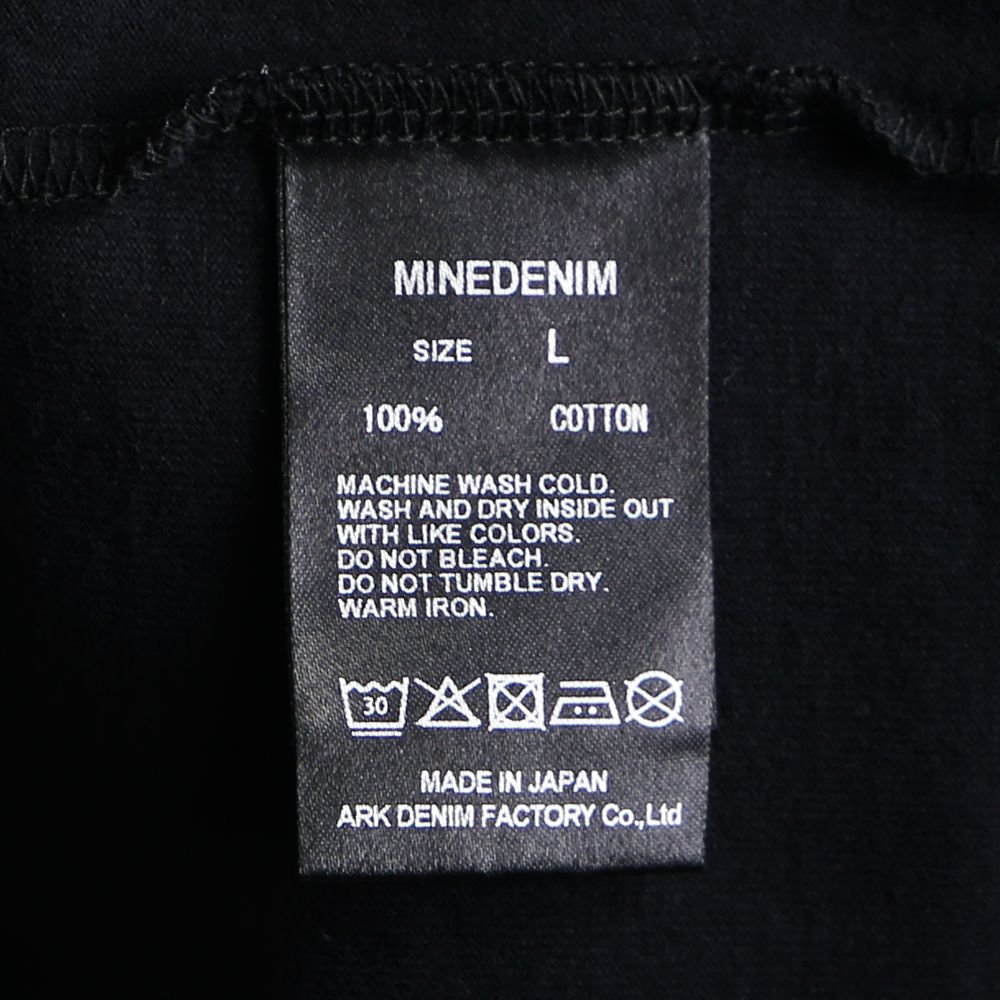 MINEDENIM
SIZE L
100% COTTON
MACHINE WASH COLD.
WASH AND DRY INSIDE OUT
WITH LIKE COLORS.
DO NOT BLEACH.
DO NOT TUMBLE DRY.
WARM IRON.
30
MADE IN JAPAN
ARK DENIM FACTORY Co.,Ltd